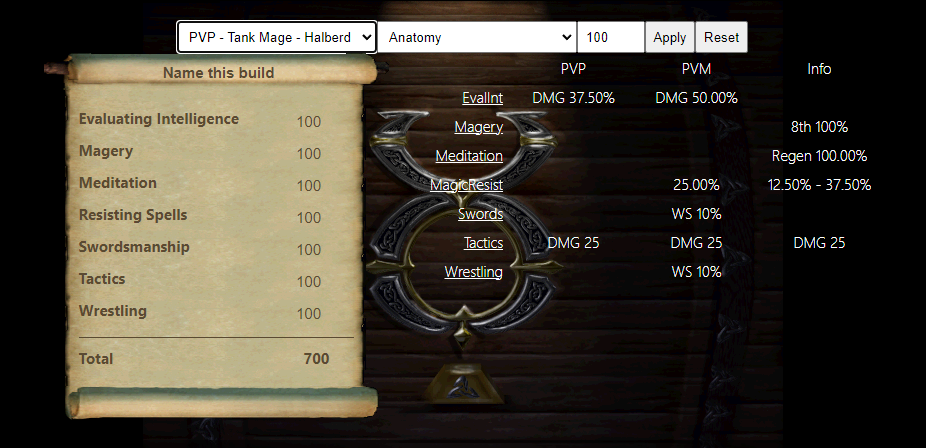 PVP - Tank Mage - Halberd Anatomy 100 Apply Reset
Name this build
Evaluating Intelligence 100
Magery 100
Meditation 100
Resisting Spells 100
Swordsmanship 100
Tactics 100
Wrestling 100
Total 700
PVP PVM Info
EvalInt DMG 37.50% DMG 50.00%
Magery 8th 100%
Meditation Regen 100.00%
MagicResist 25.00% 12.50% - 37.50%
Swords WS 10%
Tactics DMG 25 DMG 25 DMG 25
Wrestling WS 10%